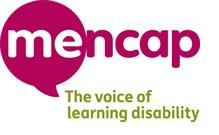 mencap
The voice of
learning disability